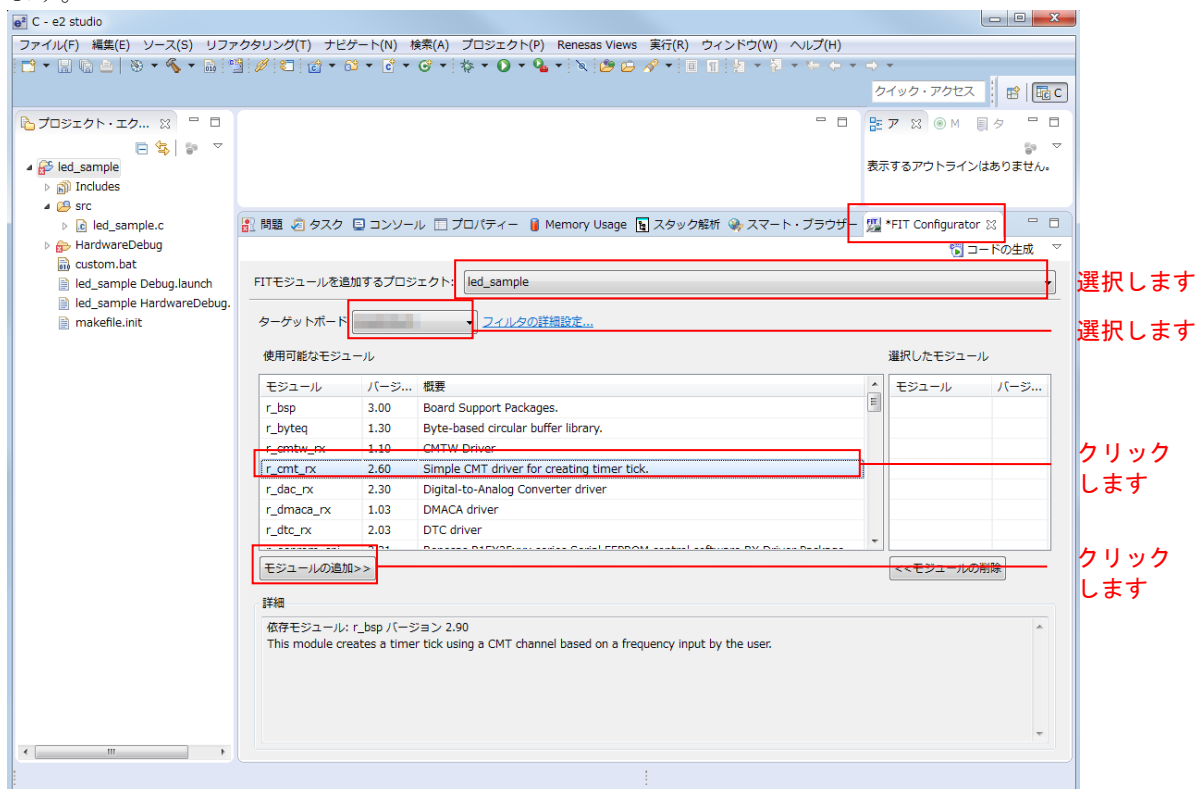 C - e2 studio
ファイル(F) 編集(E) ソース(S) リファクタリング(T) ナビゲート(N) 検索(A) プロジェクト(P) Renesas Views 実行(R) ウィンドウ(W) ヘルプ(H)
クイック・アクセス
C
プロジェクト・エク...
ア M タ
led_sample
表示するアウトラインはありません。
Includes
src
led_sample.c
HardwareDebug
custom.bat
led_sample Debug.launch
led_sample HardwareDebug.
makefile.init
問題 タスク コンソール プロパティー Memory Usage スタック解析 スマート・ブラウザー *FIT Configurator
コードの生成
FITモジュールを追加するプロジェクト: led_sample
選択します
ターゲットボード フィルタの詳細設定...
選択します
使用可能なモジュール 選択したモジュール
モジュール バージ... 概要 モジュール バージ...
r_bsp 3.00 Board Support Packages.
r_byteq 1.30 Byte-based circular buffer library.
r_cmtw_rx 1.10 CMTW Driver
r_cmt_rx 2.60 Simple CMT driver for creating timer tick.
クリック
します
r_dac_rx 2.30 Digital-to-Analog Converter driver
r_dmaca_rx 1.03 DMACA driver
r_dtc_rx 2.03 DTC driver
モジュールの追加>> <<モジュールの削除
クリック
します
詳細
依存モジュール: r_bsp バージョン 2.90
This module creates a timer tick using a CMT channel based on a frequency input by the user.